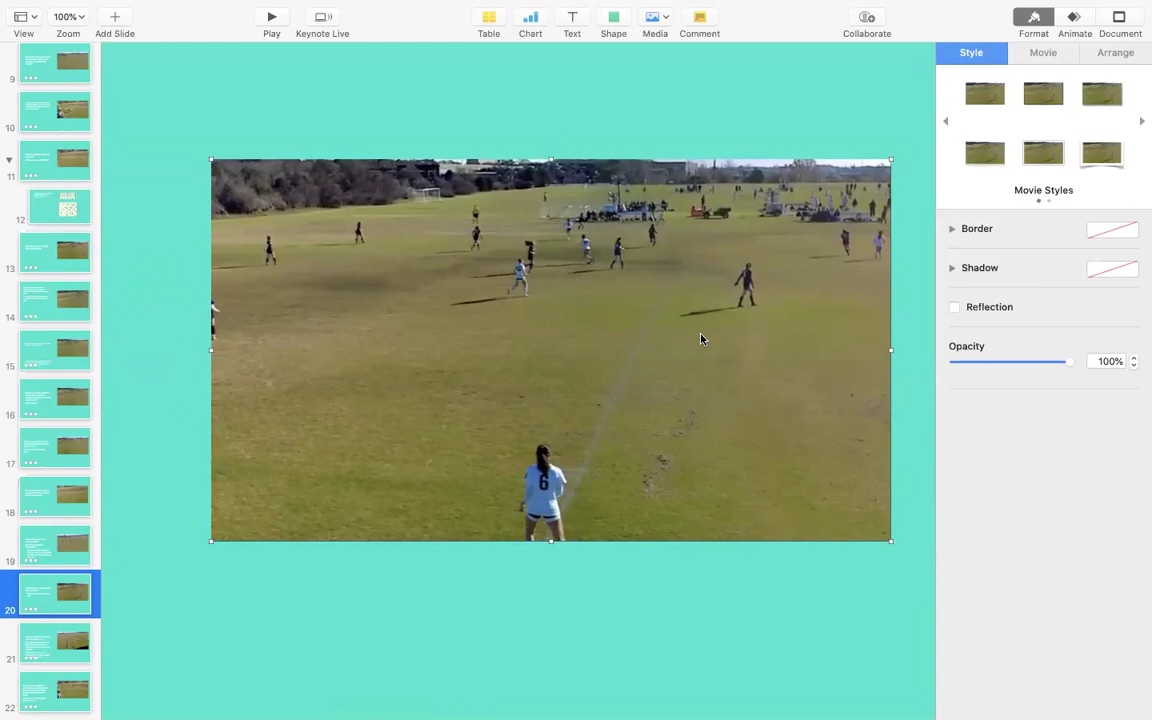 100%
View
Zoom
Add Slide
Play
Keynote Live
Table
Chart
Text
Shape
Media
Comment
Collaborate
Format
Animate
Document
9
10
11
12
13
14
15
16
17
18
19
20
21
22
6
Style
Movie
Arrange
Movie Styles
Border
Shadow
Reflection
Opacity
100%